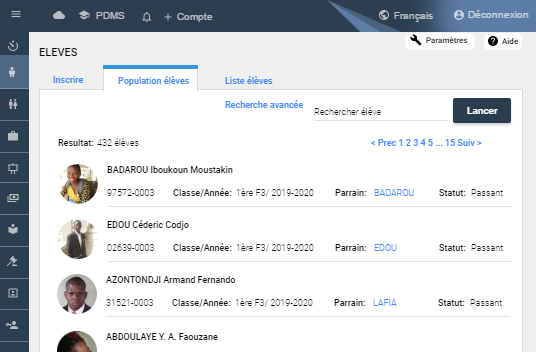 PDMS + Compte Français Déconnexion
ELEVES Paramètres Aide
Inscrire Population élèves Liste élèves
Recherche avancée Rechercher élève Lancer
Resultat: 432 élèves < Prec 1 2 3 4 5 ... 15 Suiv >
BADAROU Iboukoun Moustakin
97572-0003 Classe/Année: 1ère F3/ 2019-2020 Parrain: BADAROU Statut: Passant
EDOU Céderic Codjo
02639-0003 Classe/Année: 1ère F3/ 2019-2020 Parrain: EDOU Statut: Passant
AZONTONDJI Armand Fernando
31521-0003 Classe/Année: 1ère F3/ 2019-2020 Parrain: LAFIA Statut: Passant
ABDOULAYE Y. A. Faouzane